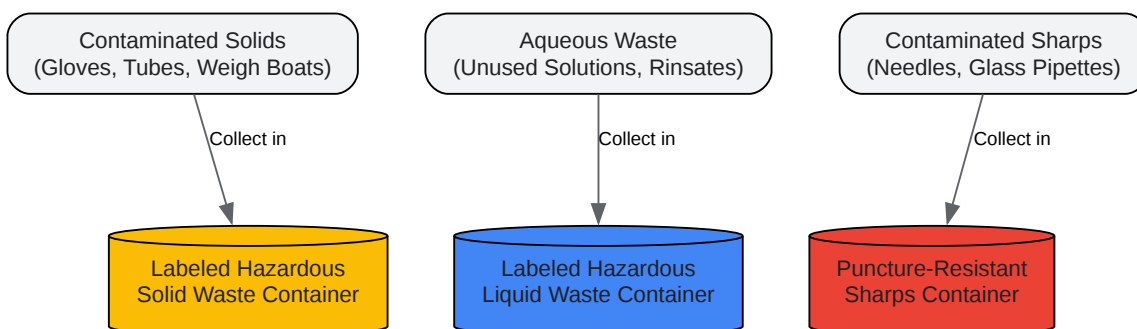 Contaminated Solids
(Gloves, Tubes, Weigh Boats)
Aqueous Waste
(Unused Solutions, Rinsates)
Contaminated Sharps
(Needles, Glass Pipettes)
Collect in
Collect in
Collect in
Labeled Hazardous
Solid Waste Container
Labeled Hazardous
Liquid Waste Container
Puncture-Resistant
Sharps Container